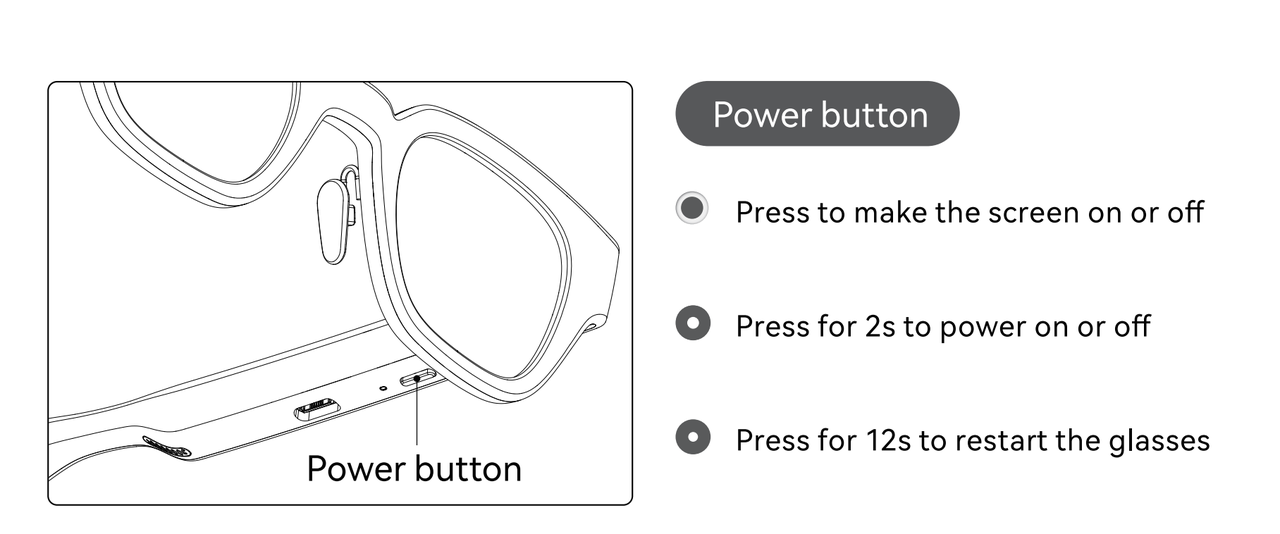 Power button
Press to make the screen on or off
Press for 2s to power on or off
Press for 12s to restart the glasses
Power button